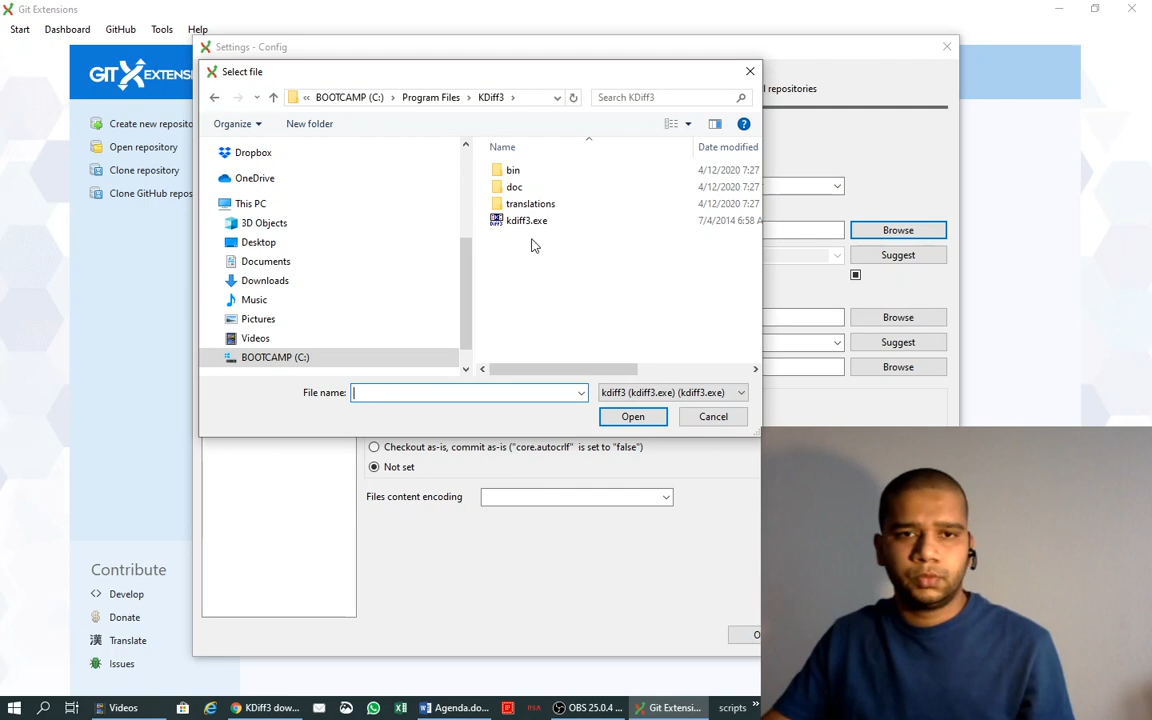 Git Extensions
Start Dashboard GitHub Tools Help
GIT EXTENS
Create new reposito
Open repository
Clone repository
Clone GitHub repos
Contribute
Develop
Donate
Translate
Issues
Settings - Config
l repositories
Select file
« BOOTCAMP (C:) › Program Files › KDiff3 ›
Search KDiff3
Organize New folder
Dropbox
OneDrive
This PC
3D Objects
Desktop
Documents
Downloads
Music
Pictures
Videos
BOOTCAMP (C:)
Name Date modified
bin 4/12/2020 7:27
doc 4/12/2020 7:27
translations 4/12/2020 7:27
kdiff3.exe 7/4/2014 6:58 A
File name: kdiff3 (kdiff3.exe) (kdiff3.exe)
Open Cancel
Browse
Suggest
Browse
Suggest
Browse
Checkout as-is, commit as-is ("core.autocrlf" is set to "false")
Not set
Files content encoding
O
Videos KDiff3 dow... Agenda.do... RSA OBS 25.0.4 ... Git Extensi... scripts